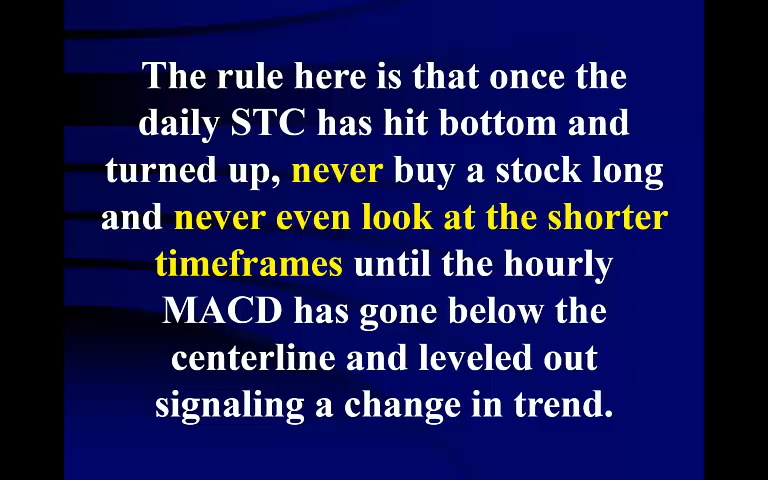 The rule here is that once the
daily STC has hit bottom and
turned up, never buy a stock long
and never even look at the shorter
timeframes until the hourly
MACD has gone below the
centerline and leveled out
signaling a change in trend.